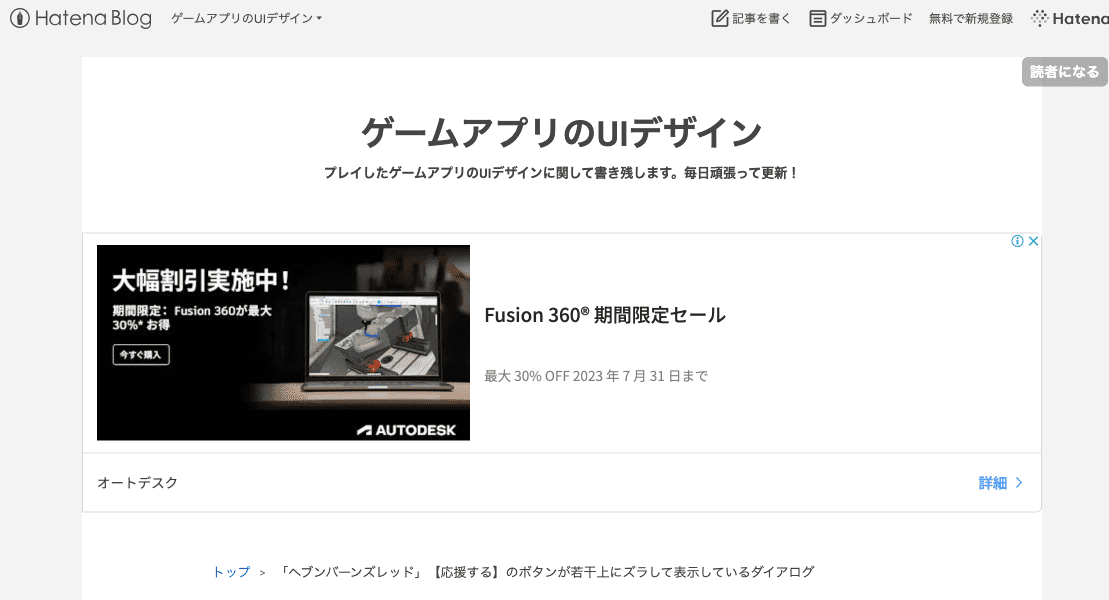 Hatena Blog ゲームアプリのUIデザイン 記事を書く ダッシュボード 無料で新規登録 Hatena
読者になる
ゲームアプリのUIデザイン
プレイしたゲームアプリのUIデザインに関して書き残します。毎日頑張って更新！
大幅割引実施中！
期間限定：Fusion 360が最大
30%* お得
今すぐ購入
AUTODESK
Fusion 360® 期間限定セール
最大 30% OFF 2023 年 7 月 31 日まで
オートデスク 詳細 >
トップ > 「ヘブンバーンズレッド」【応援する】のボタンが若干上にズラして表示しているダイアログ